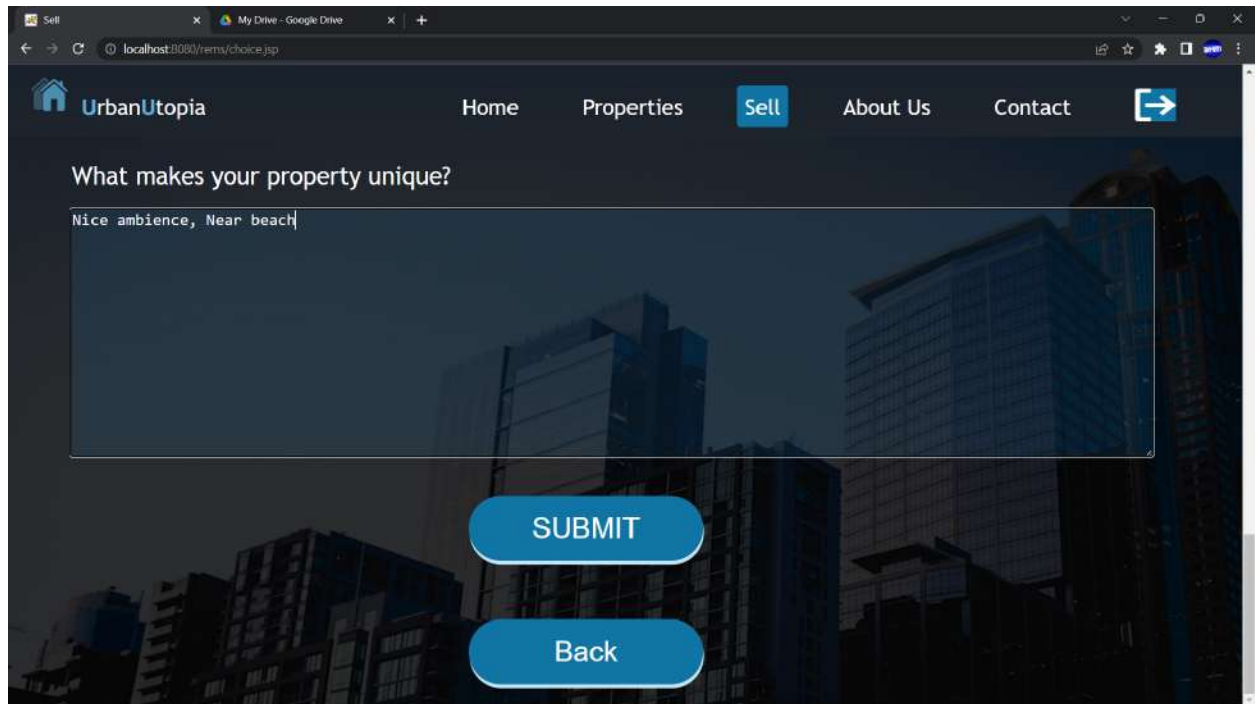 Sell
My Drive - Google Drive
localhost:8080/rems/choice.jsp
UrbanUtopia
Home
Properties
Sell
About Us
Contact
What makes your property unique?
Nice ambience, Near beach
SUBMIT
Back